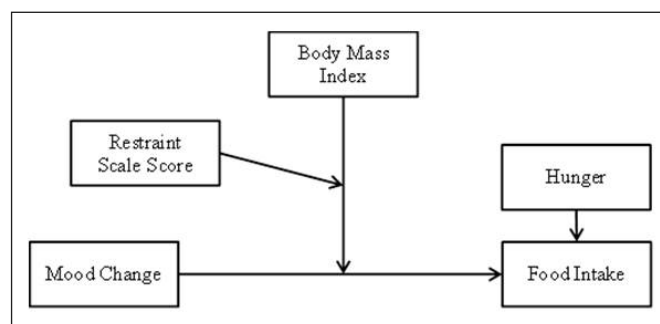 Body Mass
Index
Restraint
Scale Score
Hunger
Mood Change
Food Intake